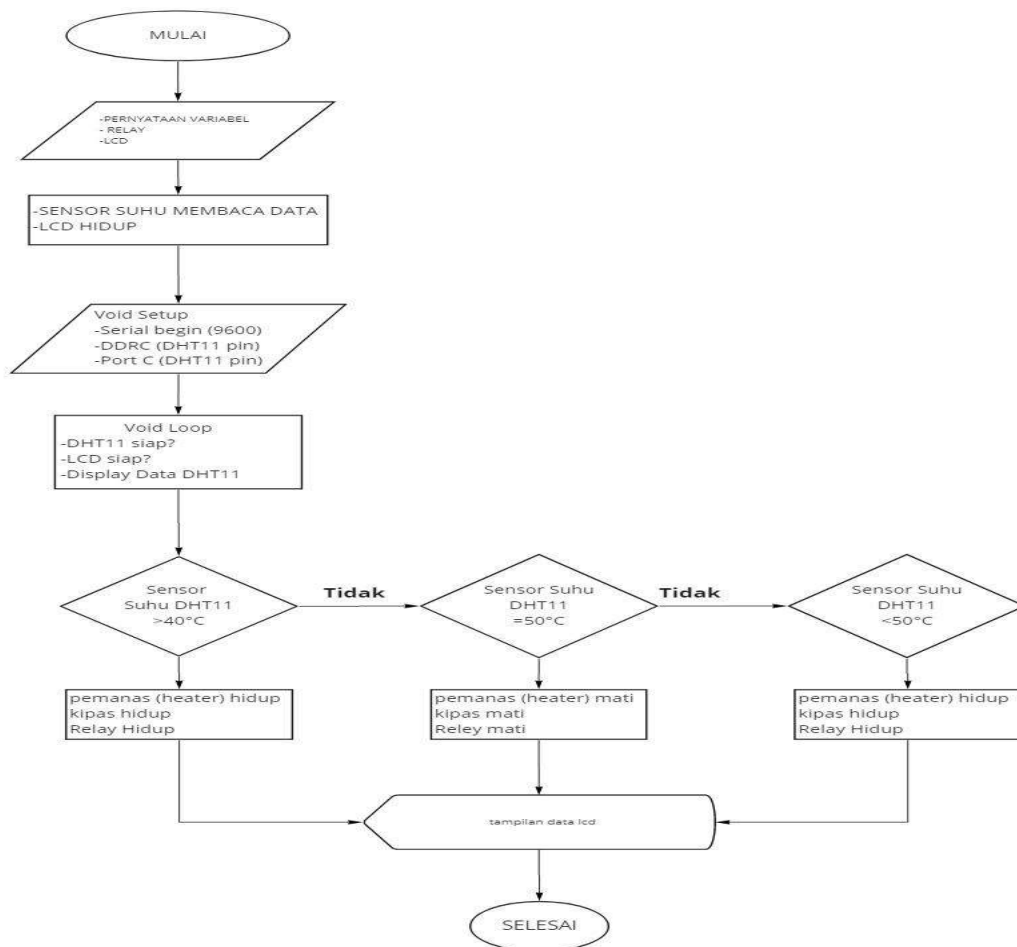 MULAI
-PERNYATAAN VARIABEL
- RELAY
-LCD
-SENSOR SUHU MEMBACA DATA
-LCD HIDUP
Void Setup
-Serial begin (9600)
-DDRC (DHT11 pin)
-Port C (DHT11 pin)
Void Loop
-DHT11 siap?
-LCD siap?
-Display Data DHT11
Sensor
Suhu DHT11
>40°C
Tidak
Sensor Suhu
DHT11
=50°C
Tidak
Sensor Suhu
DHT11
<50°C
pemanas (heater) hidup
kipas hidup
Relay Hidup
pemanas (heater) mati
kipas mati
Reley mati
pemanas (heater) hidup
kipas hidup
Relay Hidup
tampilan data lcd
SELESAI